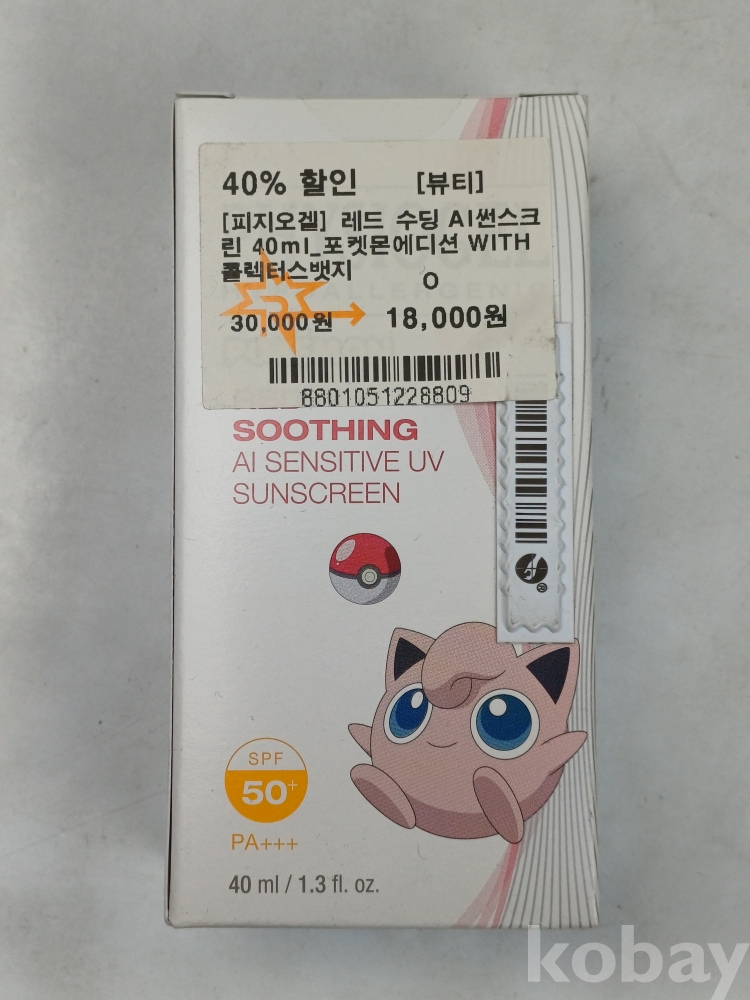 40% 할인 [뷰티]
[피지오겔] 레드 수딩 AI썬스크
린 40ml_포켓몬에디션 WITH
콜렉터스뱃지
O
30,000원 → 18,000원
8801051228809
SOOTHING
AI SENSITIVE UV
SUNSCREEN
SPF
50+
PA+++
40 ml / 1.3 fl. oz.
kobay